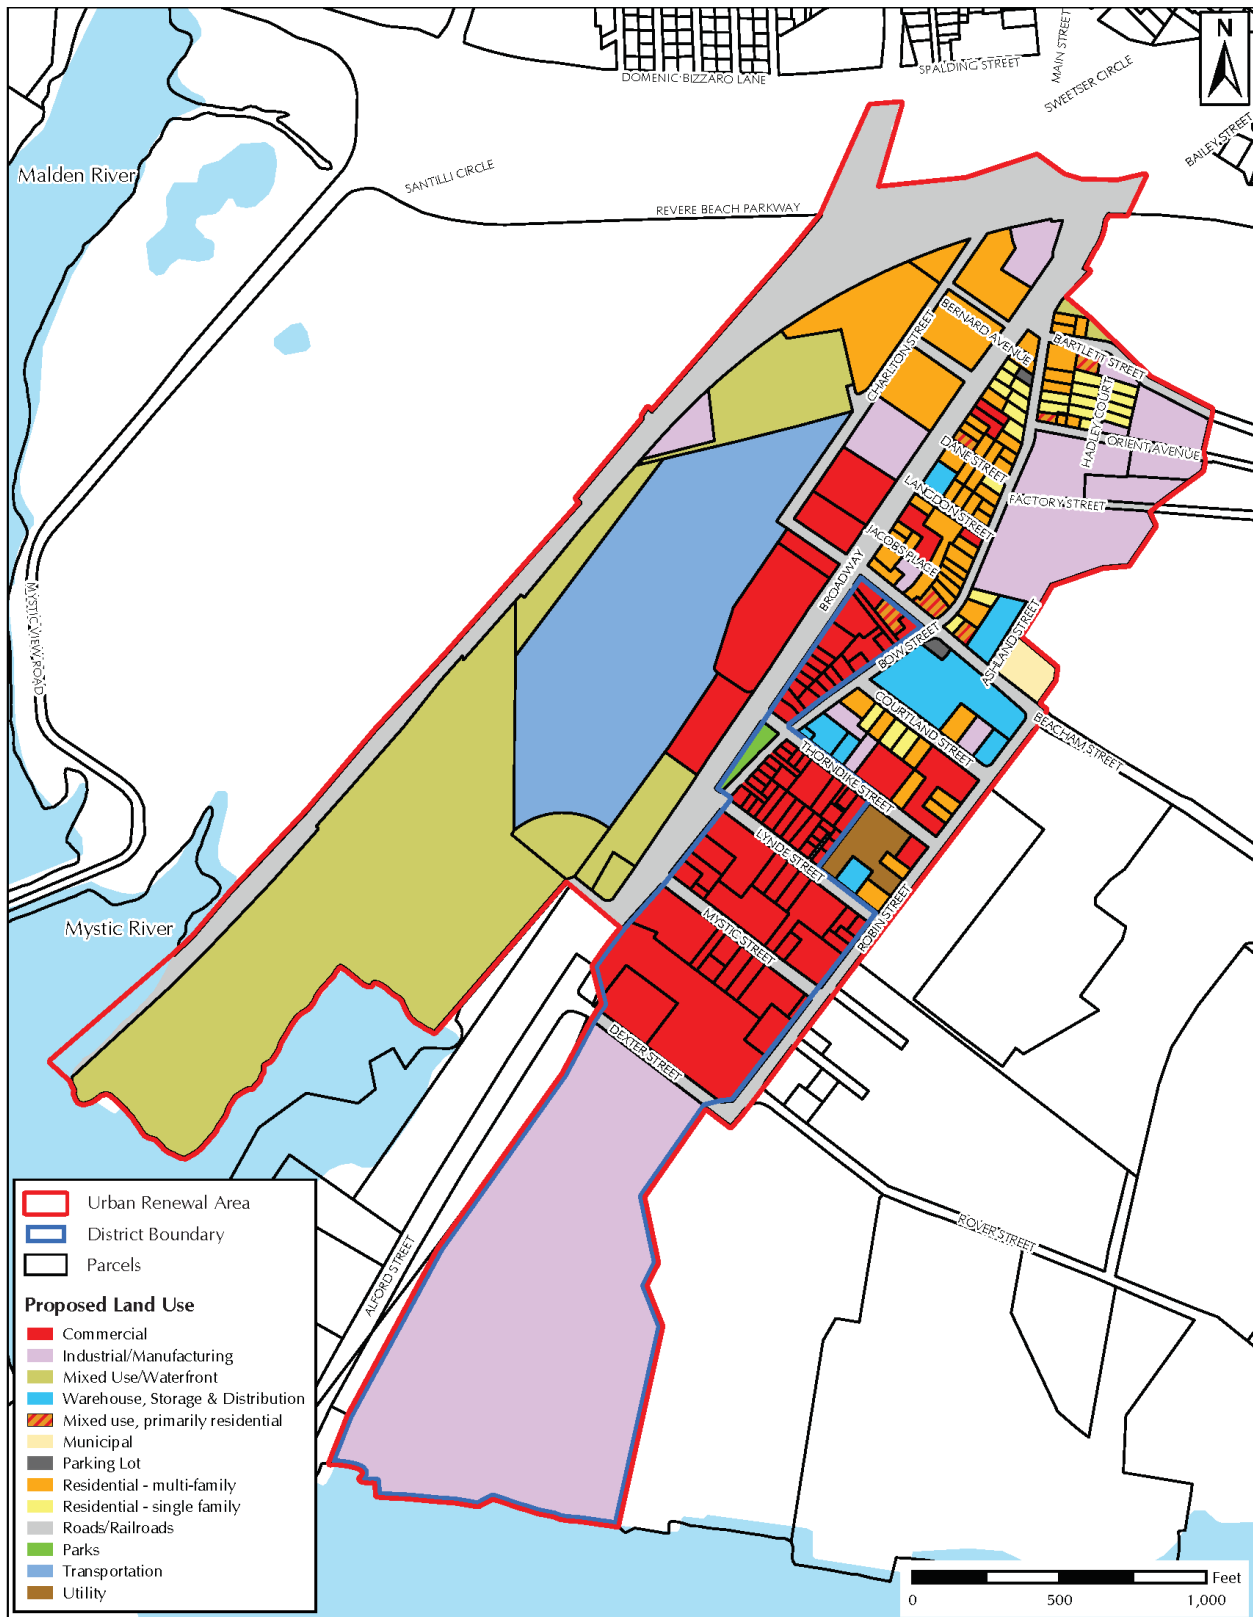 DOMENIC BIZZARO LANE
SPALDING STREET
MAIN STREET
SWEETSER CIRCLE
BAILEY STREET
N
Malden River
SANTILLI CIRCLE
REVERE BEACH PARKWAY
BERNARD AVENUE
CHARLTON STREET
BARTLETT STREET
HADLEY COURT
ORIENT AVENUE
DANE STREET
LANGDON STREET
FACTORY STREET
JACOBS PLACE
BROADWAY
MYSTIC VIEW ROAD
BOW STREET
ASHLAND STREET
COURTLAND STREET
BEACHAM STREET
THORNDIKE STREET
LYNDE STREET
Mystic River
MYSTIC STREET
ROBIN STREET
DEXTER STREET
ALFORD STREET
ROVER STREET
Urban Renewal Area
District Boundary
Parcels
Proposed Land Use
Commercial
Industrial/Manufacturing
Mixed Use/Waterfront
Warehouse, Storage & Distribution
Mixed use, primarily residential
Municipal
Parking Lot
Residential - multi-family
Residential - single family
Roads/Railroads
Parks
Transportation
Utility
Feet
0 500 1,000